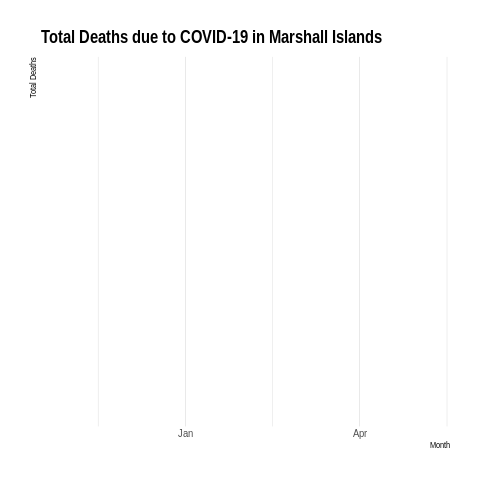 Total Deaths due to COVID-19 in Marshall Islands
Total Deaths
Jan
Apr
Month